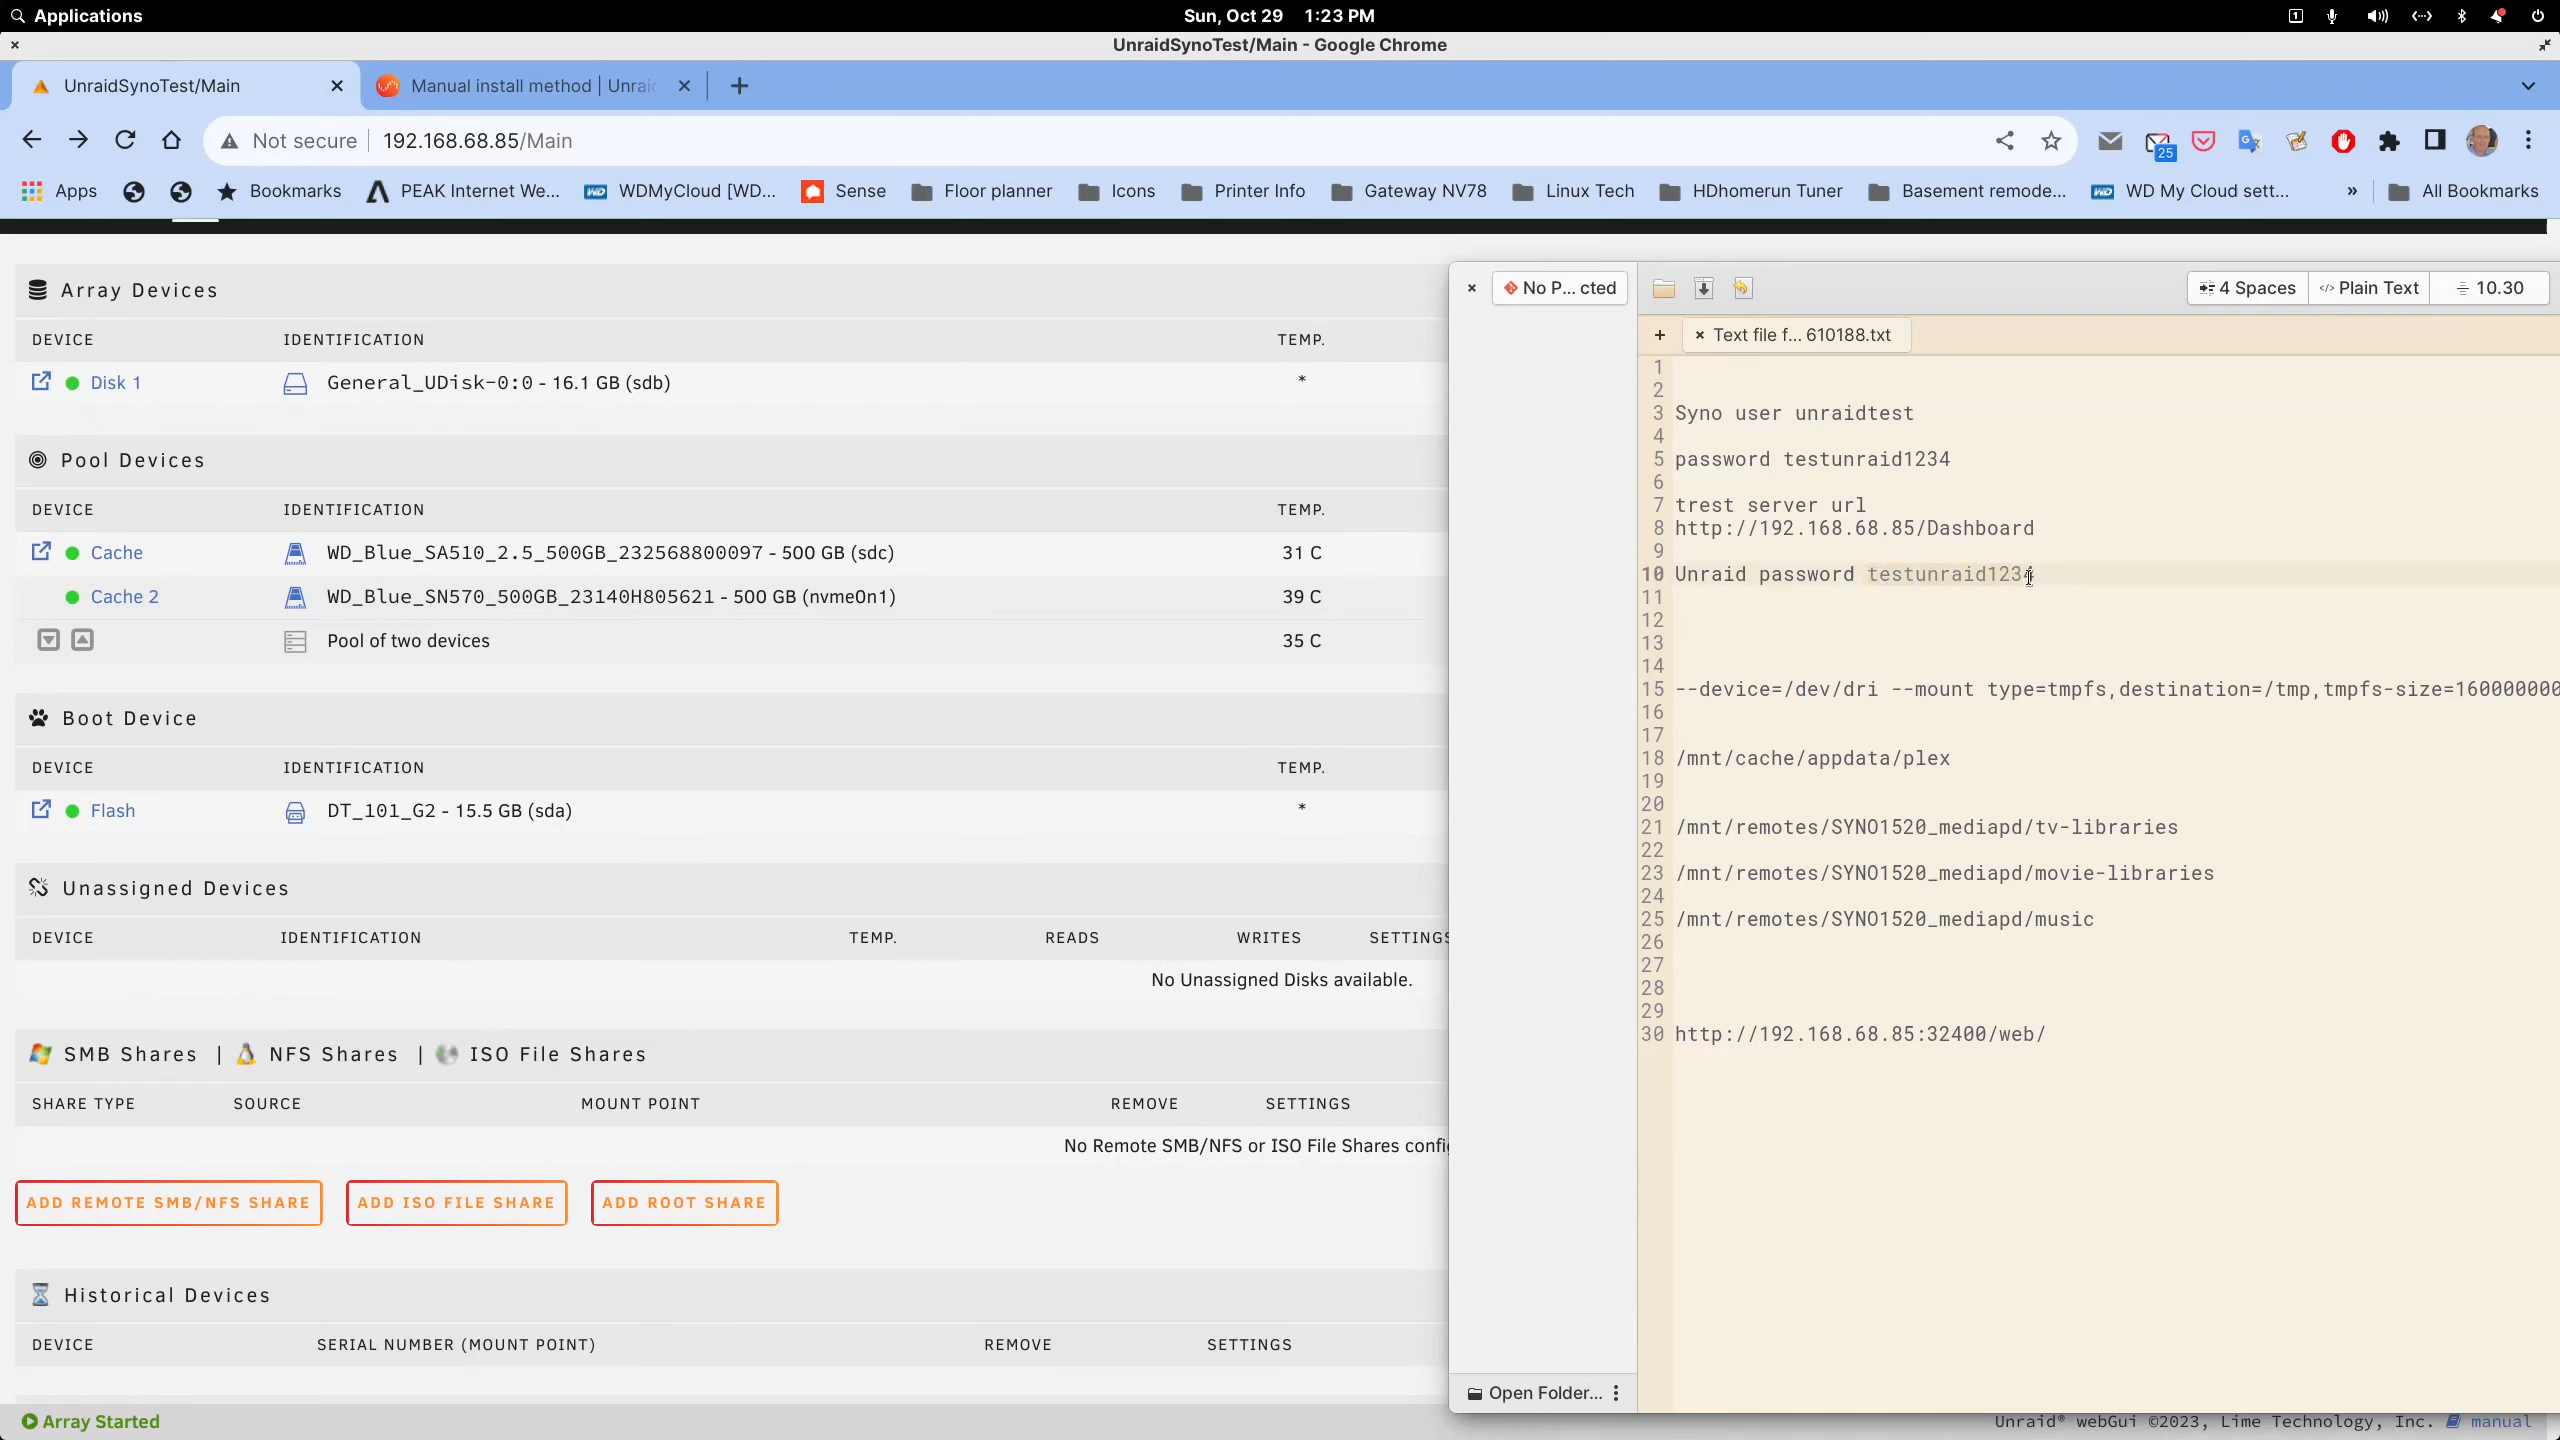 Applications
Sun, Oct 29 1:23 PM
UnraidSynoTest/Main - Google Chrome
UnraidSynoTest/Main
Manual install method | Unraid
Not secure 192.168.68.85/Main
25
Apps
Bookmarks
PEAK Internet We...
WDMyCloud [WD...
Sense
Floor planner
Icons
Printer Info
Gateway NV78
Linux Tech
HDhomerun Tuner
Basement remode...
WD My Cloud sett...
»
All Bookmarks
Array Devices
DEVICE IDENTIFICATION TEMP.
Disk 1 General_UDisk-0:0 - 16.1 GB (sdb) *
Pool Devices
DEVICE IDENTIFICATION TEMP.
Cache WD_Blue_SA510_2.5_500GB_232568800097 - 500 GB (sdc) 31 C
Cache 2 WD_Blue_SN570_500GB_23140H805621 - 500 GB (nvme0n1) 39 C
Pool of two devices 35 C
Boot Device
DEVICE IDENTIFICATION TEMP.
Flash DT_101_G2 - 15.5 GB (sda) *
Unassigned Devices
DEVICE IDENTIFICATION TEMP. READS WRITES SETTINGS
No Unassigned Disks available.
SMB Shares | NFS Shares | ISO File Shares
SHARE TYPE SOURCE MOUNT POINT REMOVE SETTINGS
No Remote SMB/NFS or ISO File Shares confi
ADD REMOTE SMB/NFS SHARE
ADD ISO FILE SHARE
ADD ROOT SHARE
Historical Devices
DEVICE SERIAL NUMBER (MOUNT POINT) REMOVE SETTINGS
Array Started
Unraid® webGui ©2023, Lime Technology, Inc. manual
No P... cted
4 Spaces
Plain Text
10.30
Text file f... 610188.txt
1
2
3 Syno user unraidtest
4
5 password testunraid1234
6
7 trest server url
8 http://192.168.68.85/Dashboard
9
10 Unraid password testunraid1234
11
12
13
14
15 --device=/dev/dri --mount type=tmpfs,destination=/tmp,tmpfs-size=1600000000
16
17
18 /mnt/cache/appdata/plex
19
20
21 /mnt/remotes/SYNO1520_mediapd/tv-libraries
22
23 /mnt/remotes/SYNO1520_mediapd/movie-libraries
24
25 /mnt/remotes/SYNO1520_mediapd/music
26
27
28
29
30 http://192.168.68.85:32400/web/
Open Folder...